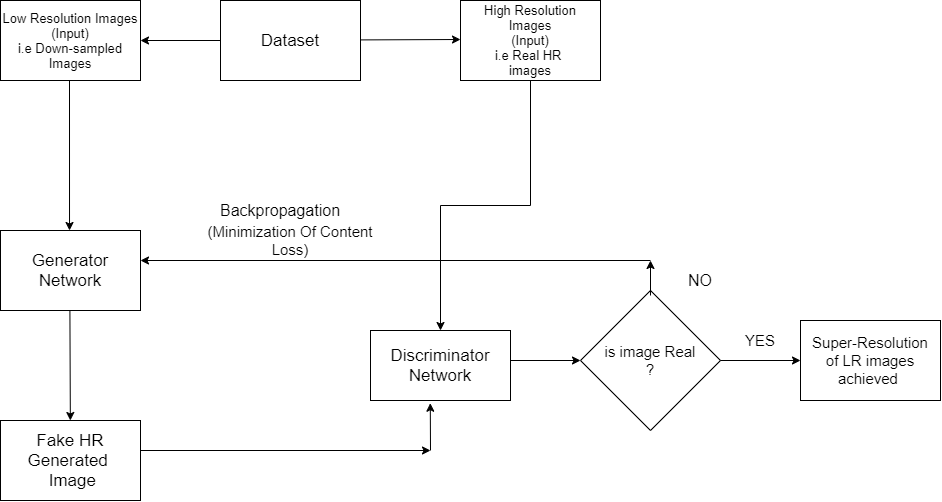 Low Resolution Images
(Input)
i.e Down-sampled
Images
Dataset
High Resolution
Images
(Input)
i.e Real HR
images
Backpropagation
(Minimization Of Content
Loss)
Generator
Network
NO
Discriminator
Network
is image Real
?
YES
Super-Resolution
of LR images
achieved
Fake HR
Generated
Image